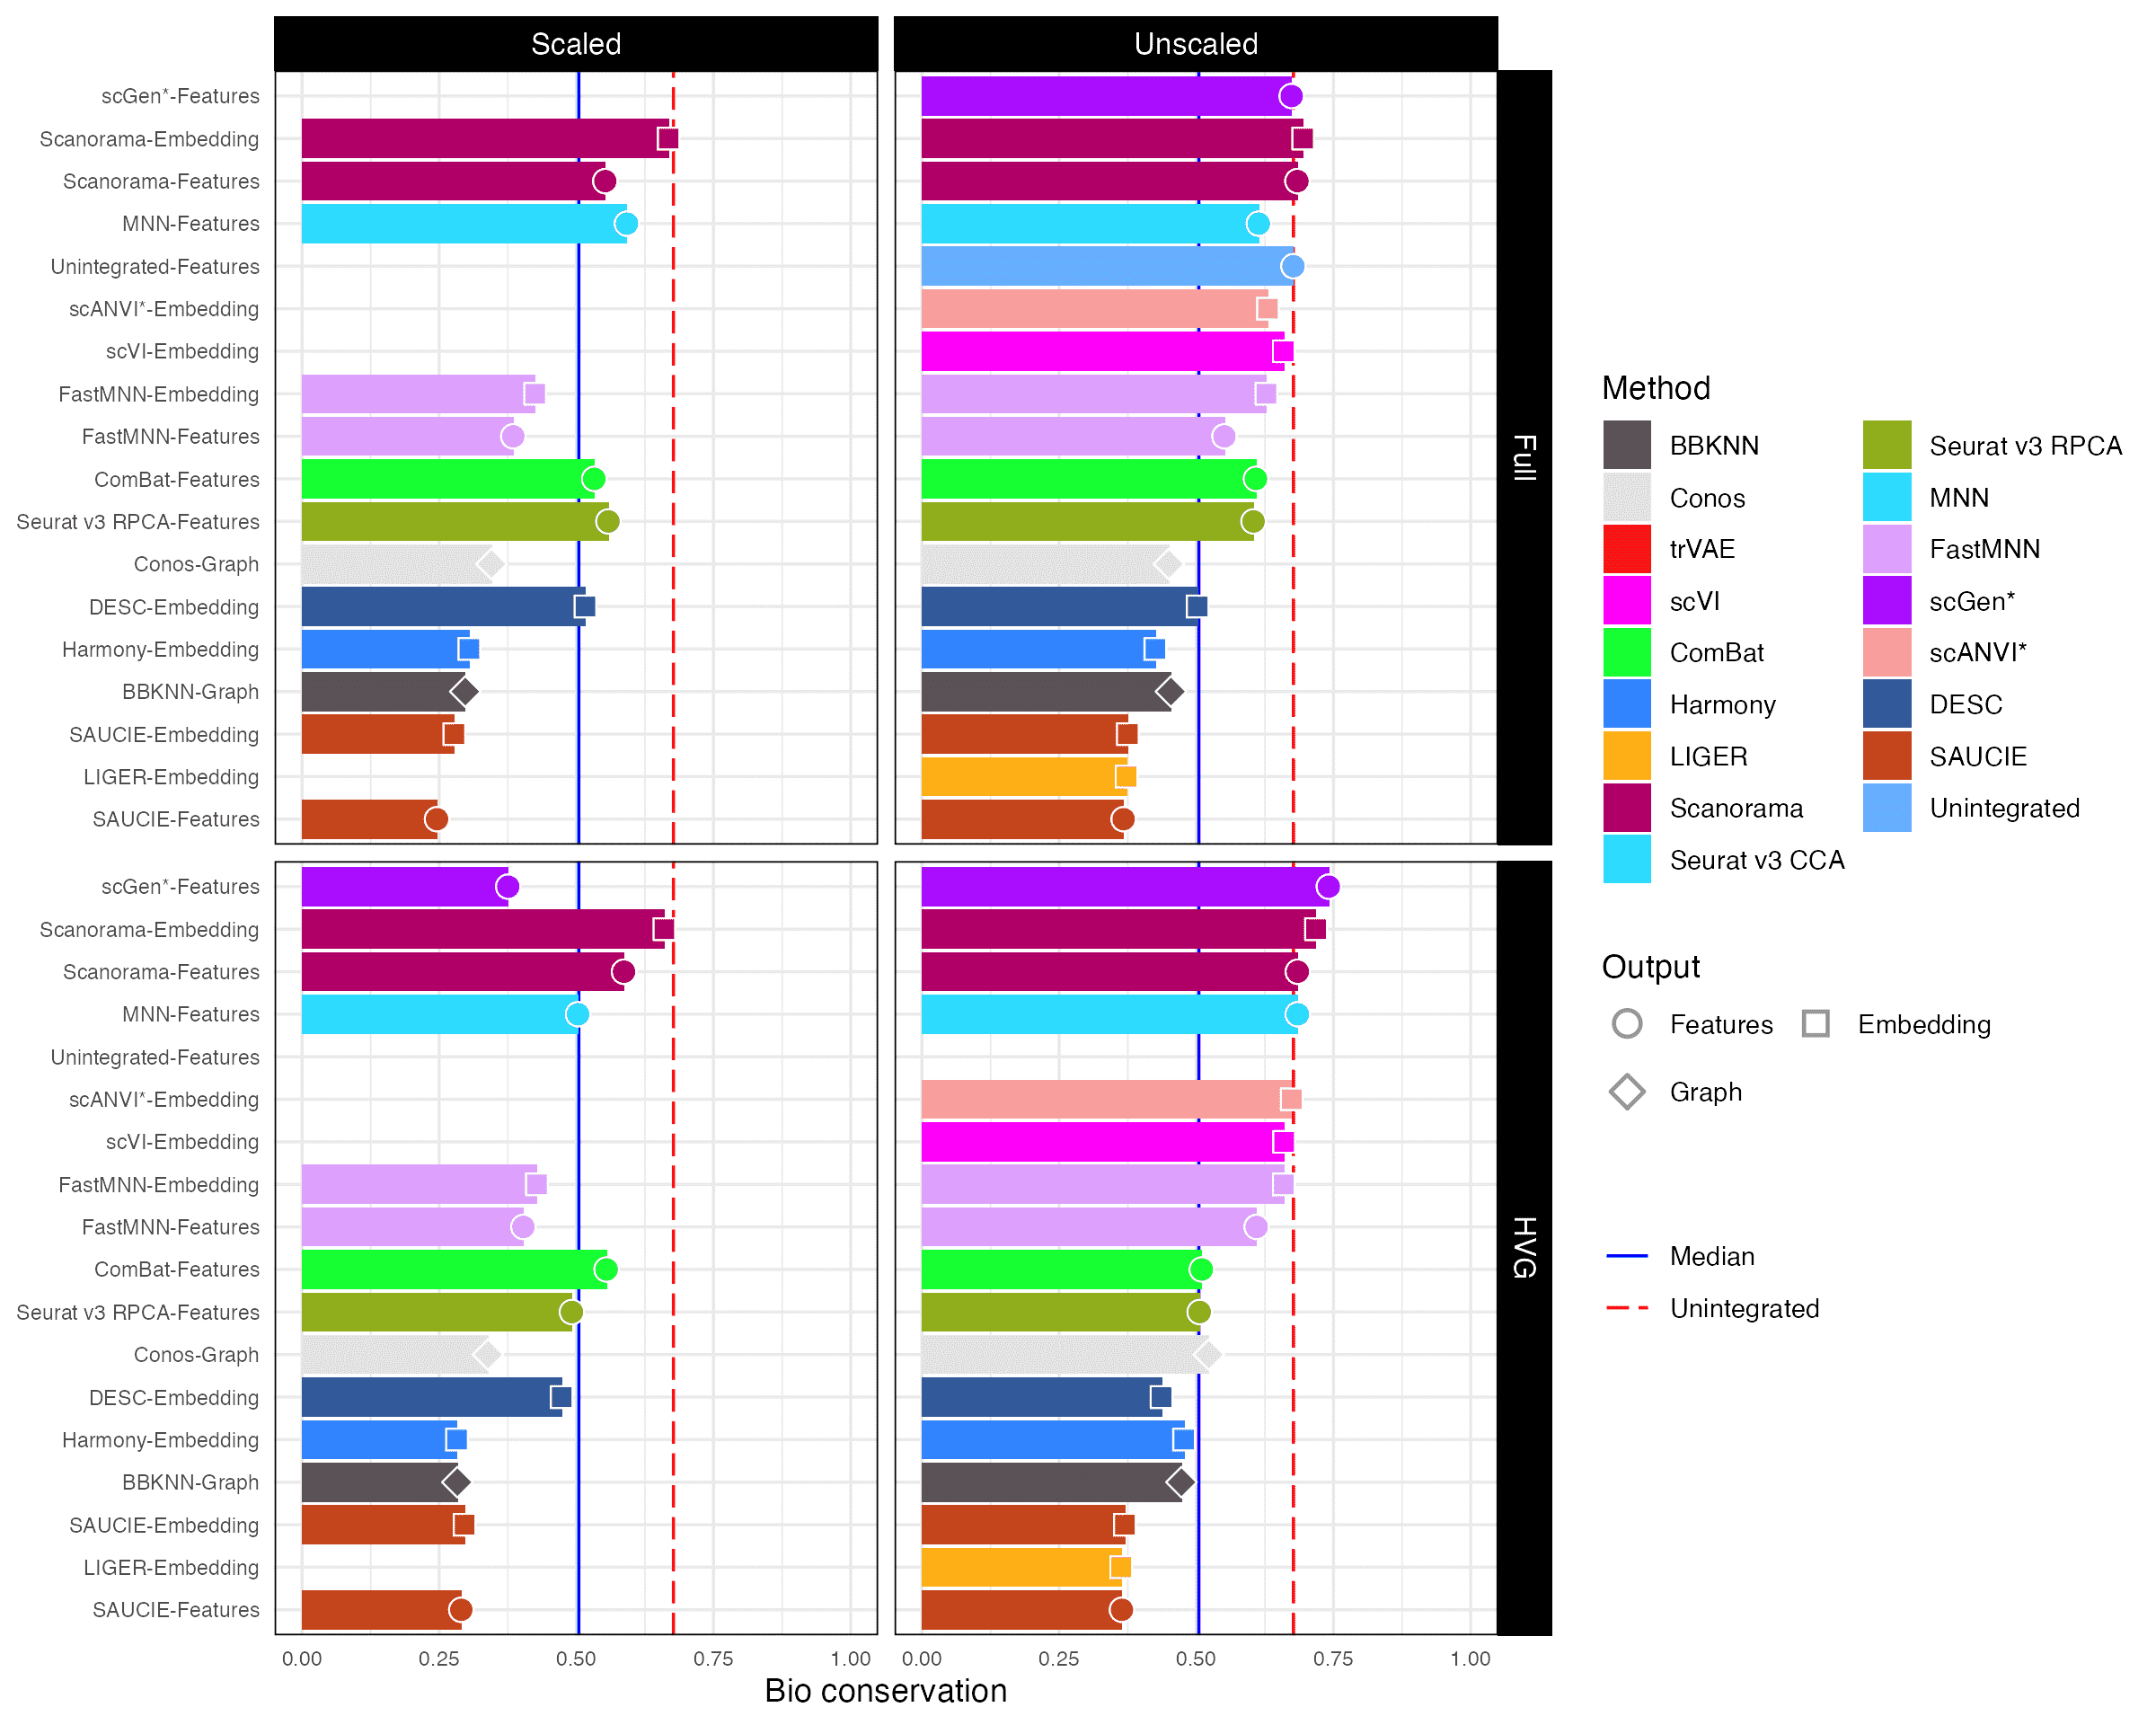 Scaled
Unscaled
scGen*-Features
Scanorama-Embedding
Scanorama-Features
MNN-Features
Unintegrated-Features
scANVI*-Embedding
scVI-Embedding
FastMNN-Embedding
FastMNN-Features
ComBat-Features
Seurat v3 RPCA-Features
Conos-Graph
DESC-Embedding
Harmony-Embedding
BBKNN-Graph
SAUCIE-Embedding
LIGER-Embedding
SAUCIE-Features
Full
scGen*-Features
Scanorama-Embedding
Scanorama-Features
MNN-Features
Unintegrated-Features
scANVI*-Embedding
scVI-Embedding
FastMNN-Embedding
FastMNN-Features
ComBat-Features
Seurat v3 RPCA-Features
Conos-Graph
DESC-Embedding
Harmony-Embedding
BBKNN-Graph
SAUCIE-Embedding
LIGER-Embedding
SAUCIE-Features
HVG
0.00 0.25 0.50 0.75 1.00 0.00 0.25 0.50 0.75 1.00
Bio conservation
Method
BBKNN
Conos
trVAE
scVI
ComBat
Harmony
LIGER
Scanorama
Seurat v3 CCA
Seurat v3 RPCA
MNN
FastMNN
scGen*
scANVI*
DESC
SAUCIE
Unintegrated
Output
Features Embedding
Graph
Median
Unintegrated